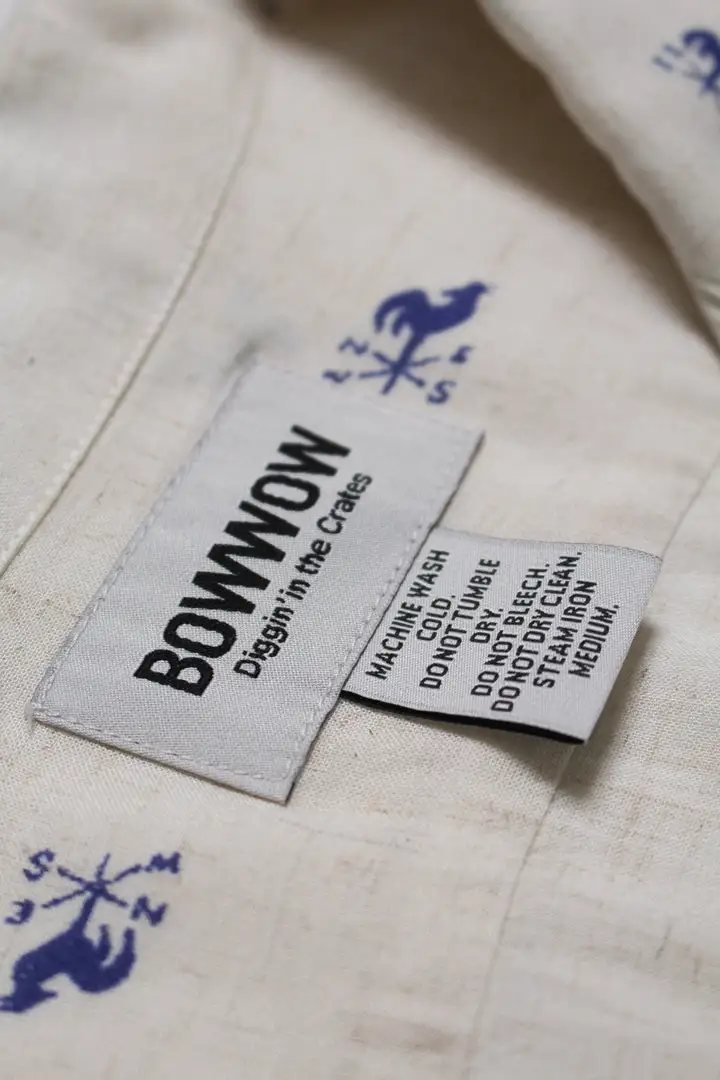 BOWWOW
Diggin' in the Crates
MACHINE WASH
COLD.
DO NOT TUMBLE
DRY.
DO NOT BLEECH.
DO NOT DRY CLEAN.
STEAM IRON
MEDIUM.
S
S
N